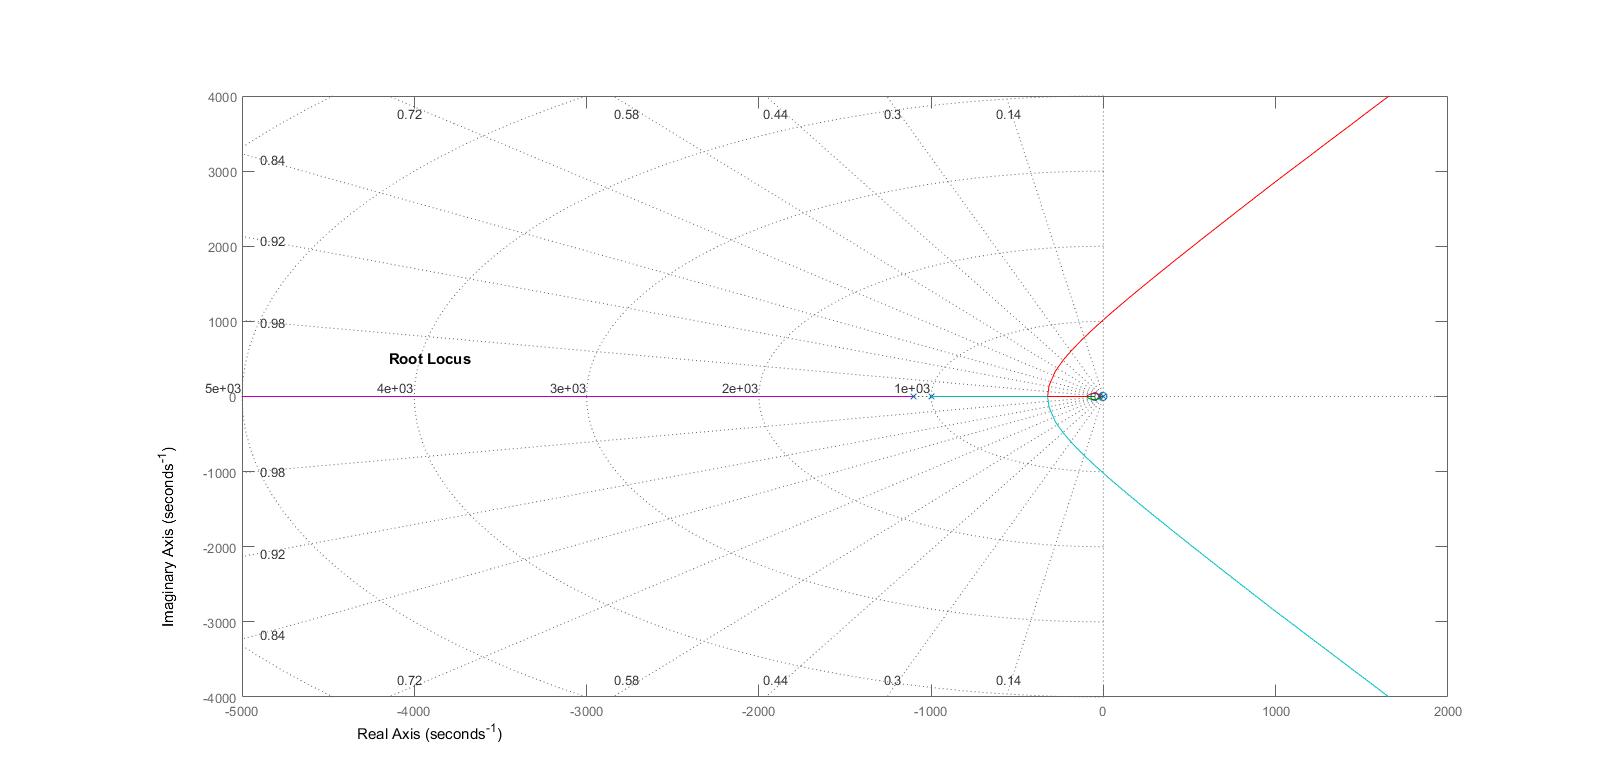 4000
0.72
0.58
0.44
0.3
0.14
0.84
3000
0.92
2000
0.98
1000
Root Locus
5e+03
4e+03
3e+03
2e+03
1e+03
0
0.98
-1000
0.92
-2000
0.84
-3000
0.72
0.58
0.44
0.3
0.14
-4000
Imaginary Axis (seconds-1)
-5000 -4000 -3000 -2000 -1000 0 1000 2000
Real Axis (seconds-1)